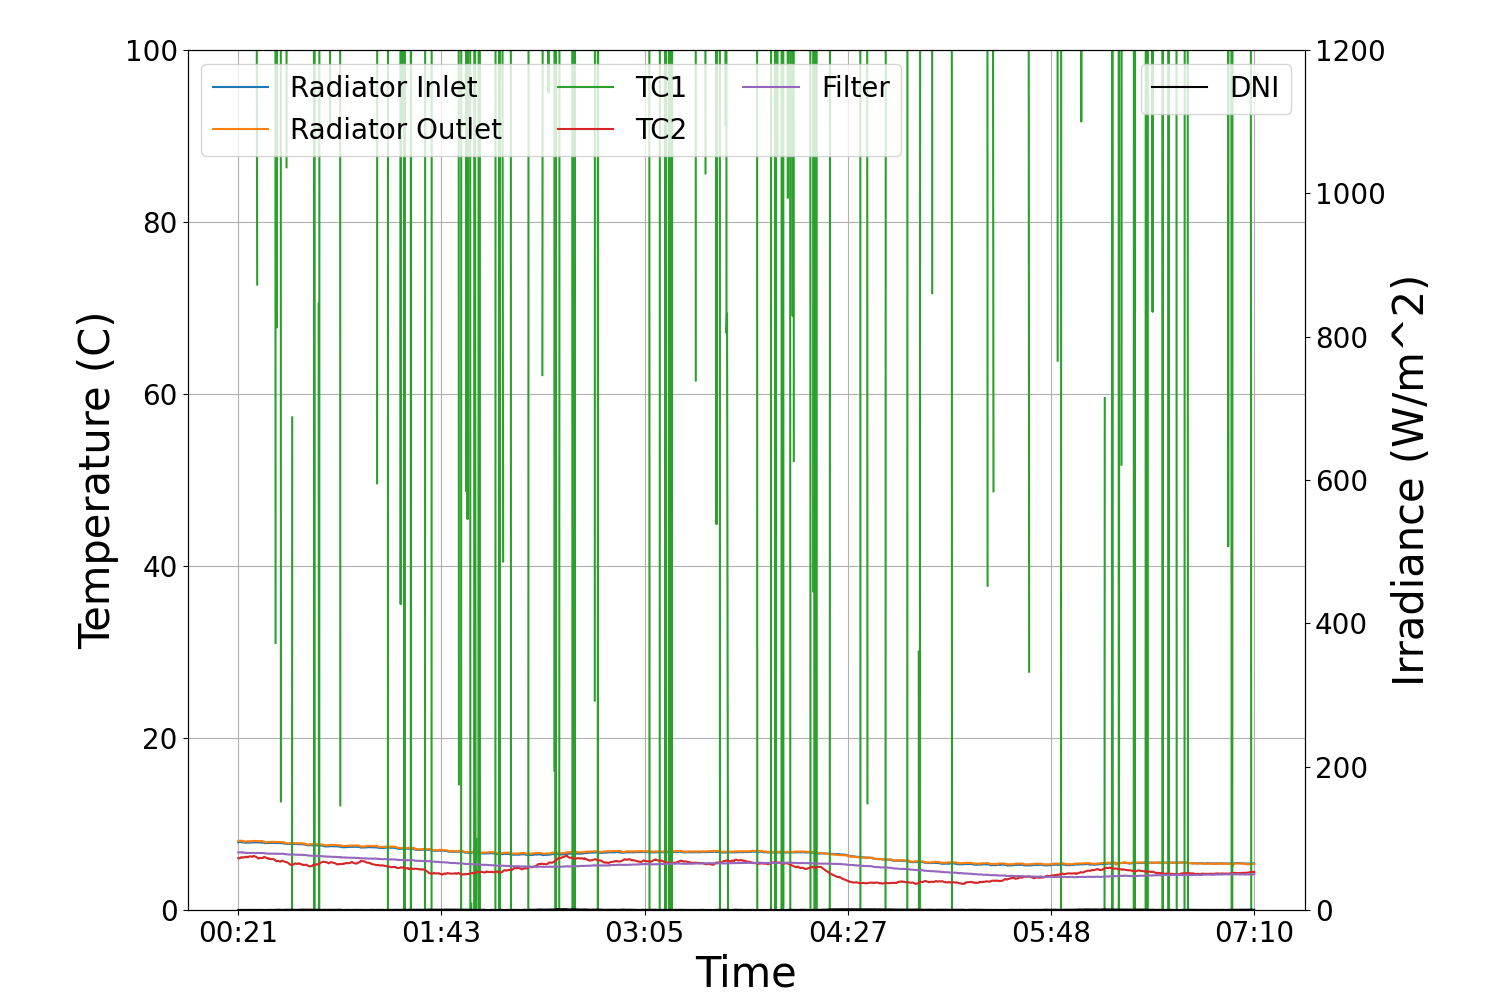 100
80
60
40
20
0
Temperature (C)
Radiator Inlet
Radiator Outlet
TC1
TC2
Filter
DNI
1200
1000
800
600
400
200
0
Irradiance (W/m^2)
00:21 01:43 03:05 04:27 05:48 07:10
Time